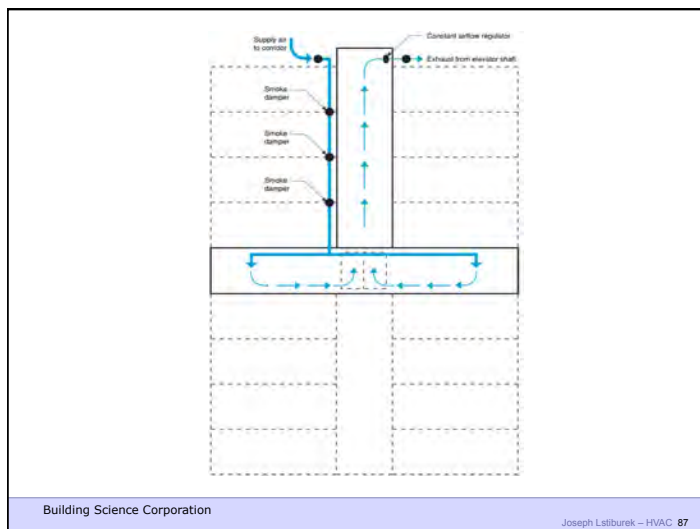 Supply air
to corridor
Constant airflow regulator
Exhaust from elevator shaft
Smoke
damper
Smoke
damper
Smoke
damper
Building Science Corporation
Joseph Lstiburek – HVAC 87